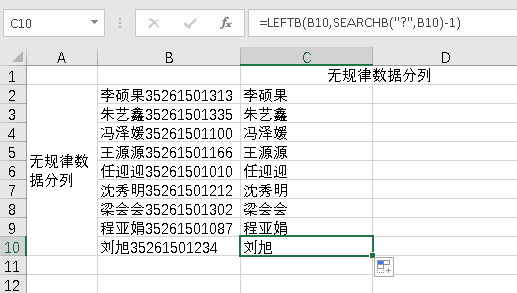 C10 =LEFTB(B10,SEARCHB("?",B10)-1)
A B C D
1 无规律数据分列
2 李硕果35261501313 李硕果
3 朱艺鑫35261501335 朱艺鑫
4 冯泽媛35261501100 冯泽媛
5 王源源35261501166 王源源
6 任迎迎35261501010 任迎迎
无规律数
据分列
7 沈秀明35261501212 沈秀明
8 梁会会35261501302 梁会会
9 程亚娟35261501087 程亚娟
10 刘旭35261501234 刘旭
11
12